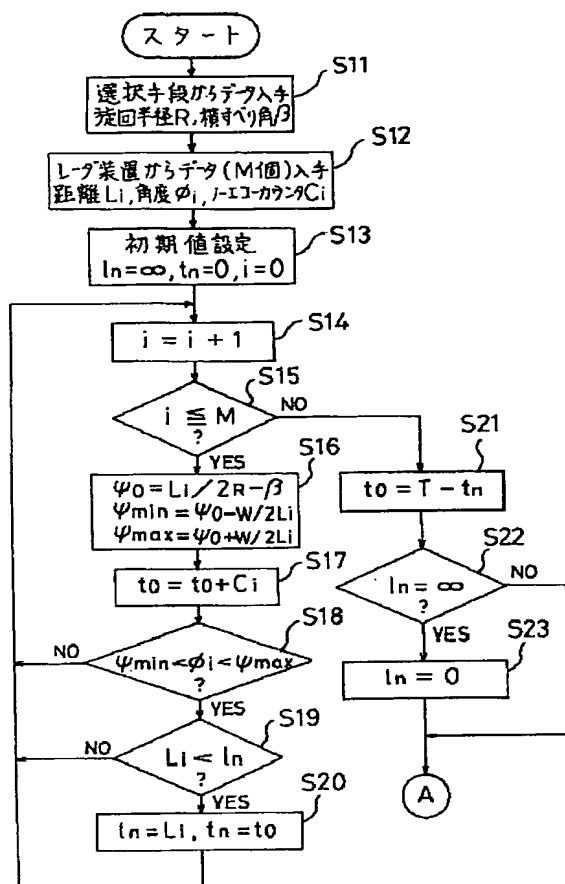 スタート
S11
選択手段からデータ入手
旋回半径R,横すべり角β
S12
レーダ装置からデータ(M個)入手
距離Li,角度φi,ノーエコーカウンタCi
S13
初期値設定
ln=∞,tn=0,i=0
S14
i=i+1
S15
i≦M
?
NO
YES
S16
ψ0=Li/2R-β
ψmin=ψ0-W/2Li
ψmax=ψ0+W/2Li
S17
t0=t0+Ci
S18
ψmin<φi<ψmax
?
NO
YES
S19
Li<ln
?
NO
YES
S20
ln=Li, tn=t0
S21
t0=T-tn
S22
ln=∞
?
NO
YES
S23
ln=0
A